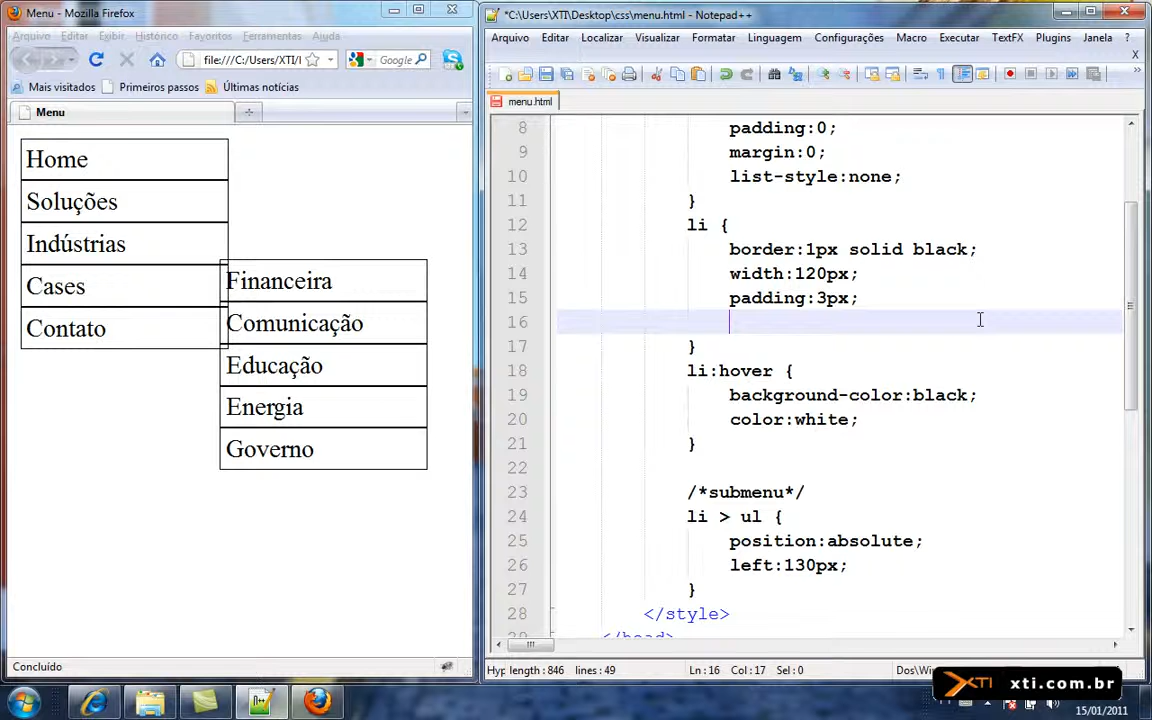 Menu - Mozilla Firefox
Arquivo Editar Exibir Histórico Favoritos Ferramentas Ajuda
file:///C:/Users/XTI/I
Google
Mais visitados Primeiros passos Últimas notícias
Menu
Home
Soluções
Indústrias
Cases
Contato
Financeira
Comunicação
Educação
Energia
Governo
Concluído
*C:\Users\XTI\Desktop\css\menu.html - Notepad++
Arquivo Editar Localizar Visualizar Formatar Linguagem Configurações Macro Executar TextFX Plugins Janela ?
X
menu.html
8 padding:0;
9 margin:0;
10 list-style:none;
11 }
12 li {
13 border:1px solid black;
14 width:120px;
15 padding:3px;
16
17 }
18 li:hover {
19 background-color:black;
20 color:white;
21 }
22
23 /*submenu*/
24 li > ul {
25 position:absolute;
26 left:130px;
27 }
28 </style>
29 </head>
Hyp length:846 lines:49 Ln:16 Col:17 Sel:0 Dos\Win
XTI xti.com.br
15/01/2011